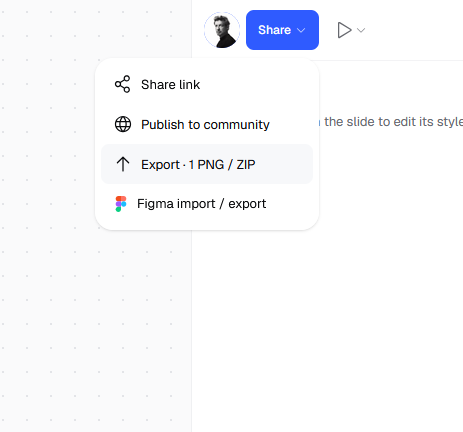 Share
Share link
Publish to community
the slide to edit its style
Export · 1 PNG / ZIP
Figma import / export